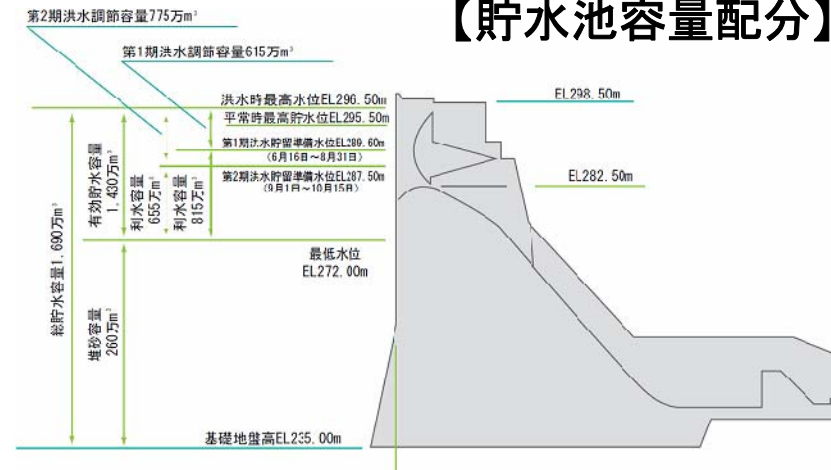 【貯水池容量配分】
第2期洪水調節容量775万m³
第1期洪水調節容量615万m³
洪水時最高水位EL296.50m
EL298.50m
平常時最高貯水位EL295.50m
第1期洪水貯留準備水位EL289.60m
(6月16日～8月31日)
第2期洪水貯留準備水位EL287.50m
(9月1日～10月15日)
EL282.50m
総貯水容量1,690万m³
有効貯水容量
1,430万m³
利水容量
655万m³
利水容量
815万m³
最低水位
EL272.00m
堆砂容量
260万m³
基礎地盤高EL235.00m